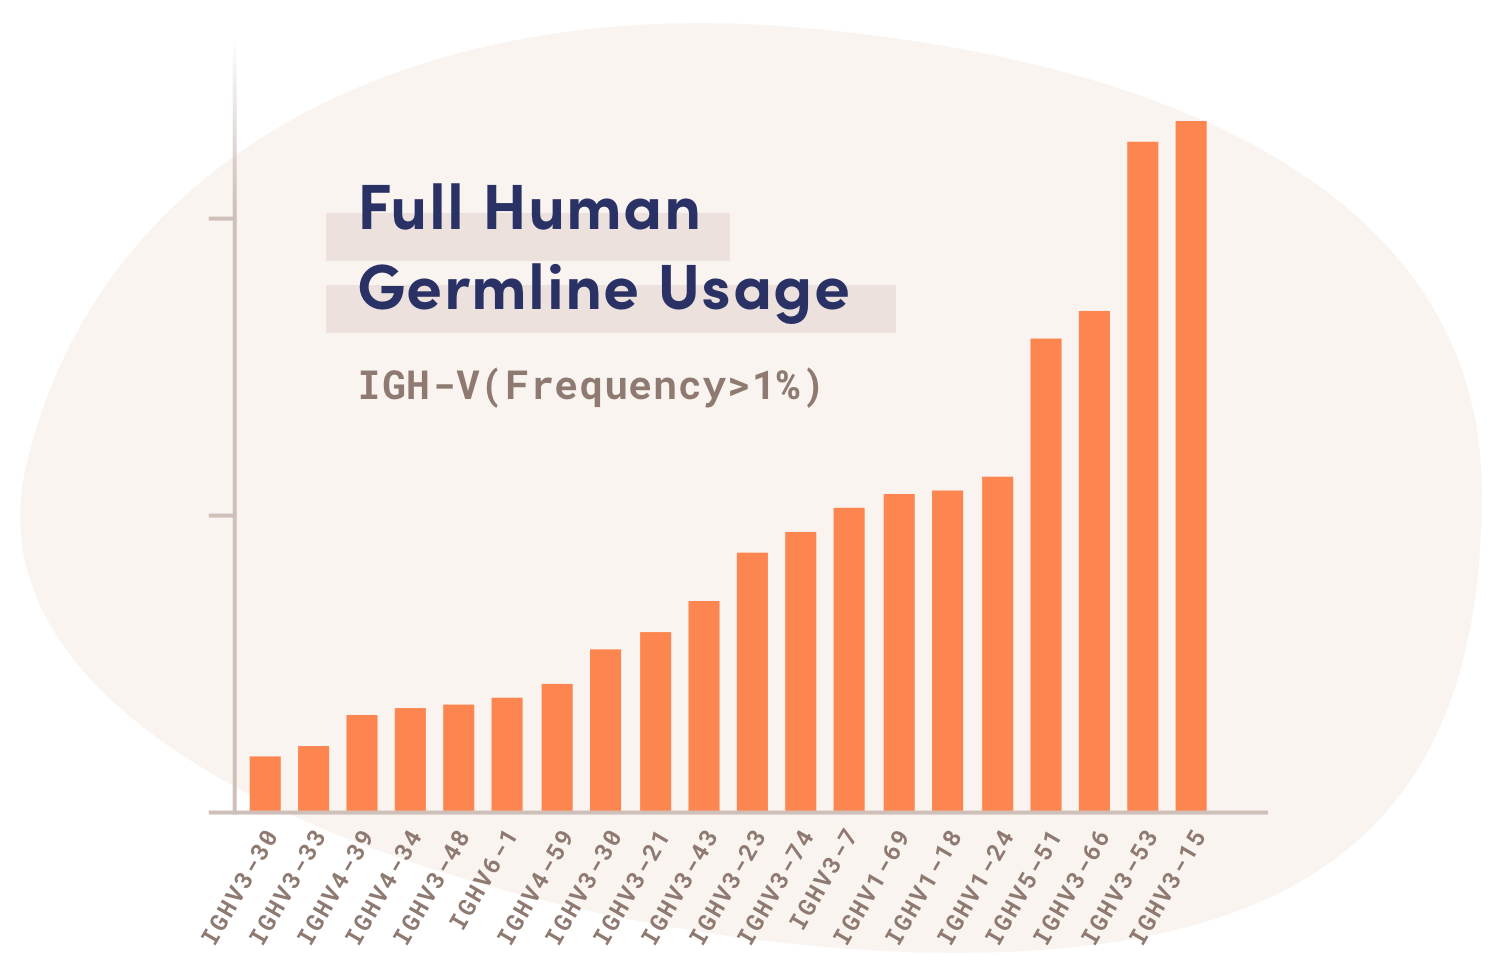 Full Human
Germline Usage
IGH-V(Frequency>1%)
IGHV3-30
IGHV3-33
IGHV4-39
IGHV4-34
IGHV3-48
IGHV6-1
IGHV4-59
IGHV3-30
IGHV3-21
IGHV3-43
IGHV3-23
IGHV3-74
IGHV3-7
IGHV1-69
IGHV1-18
IGHV1-24
IGHV5-51
IGHV3-66
IGHV3-53
IGHV3-15